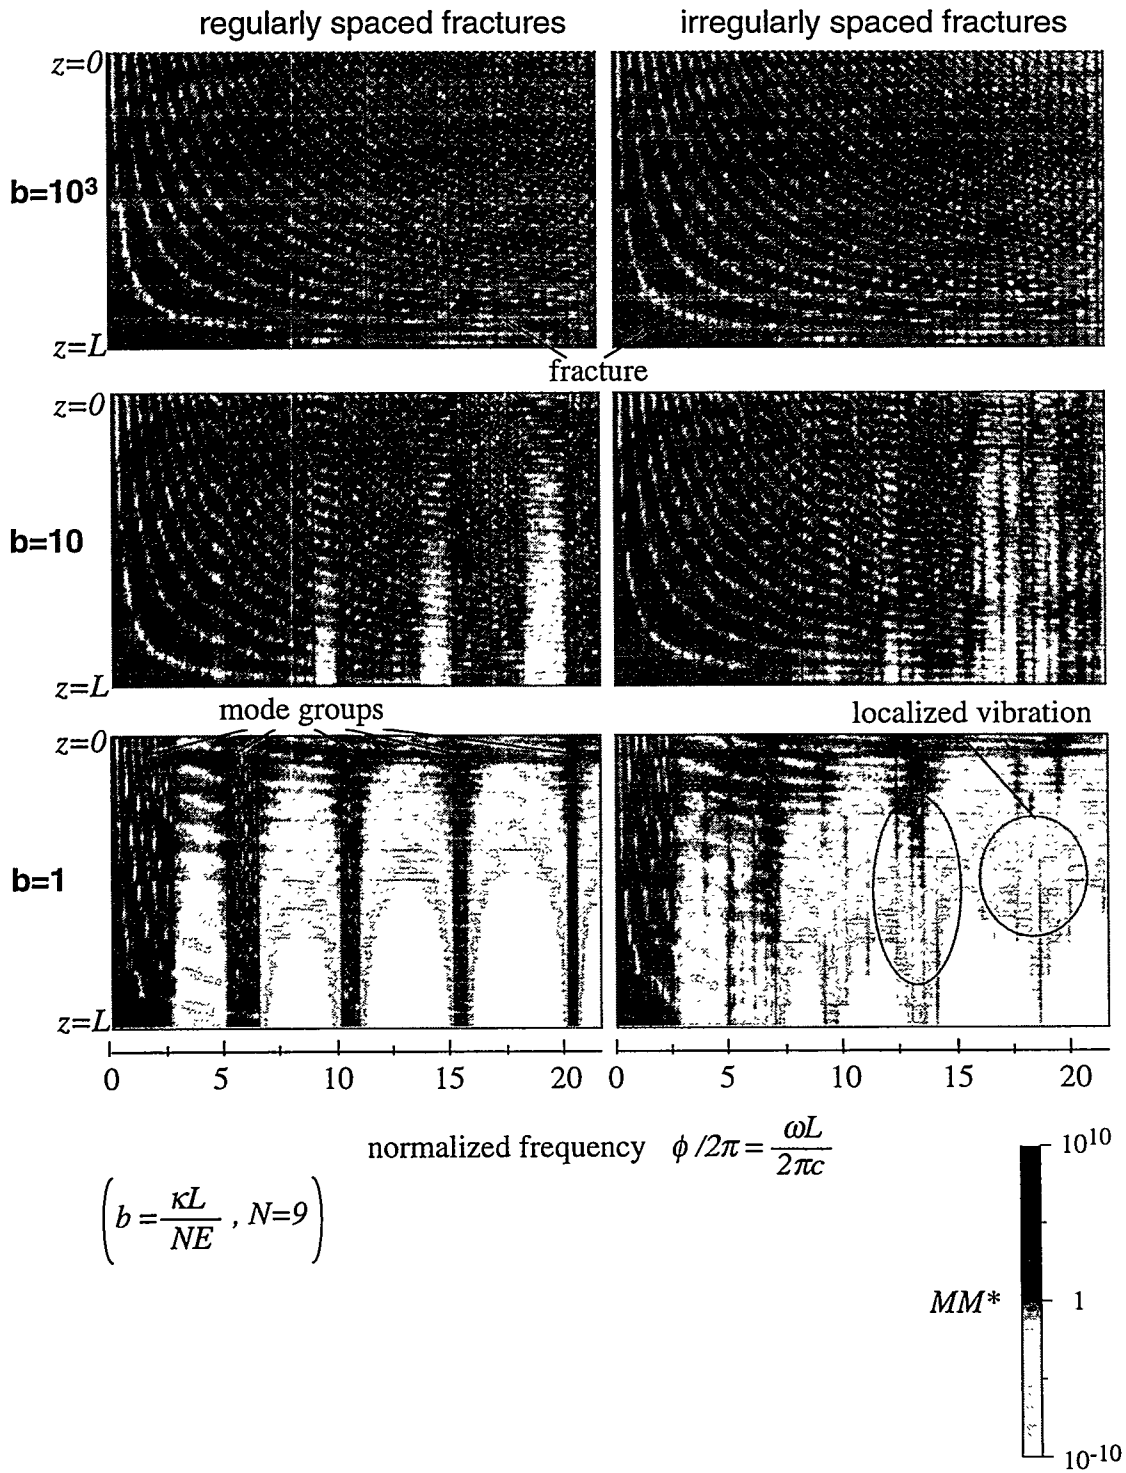 regularly spaced fractures irregularly spaced fractures
z=0
b=10³
z=L
fracture
z=0
b=10
z=L
mode groups localized vibration
z=0
b=1
z=L
0 5 10 15 20 0 5 10 15 20
normalized frequency ϕ/2π = ωL / 2πc
(b = κL / NE , N=9)
10¹⁰
MM* 1
10⁻¹⁰